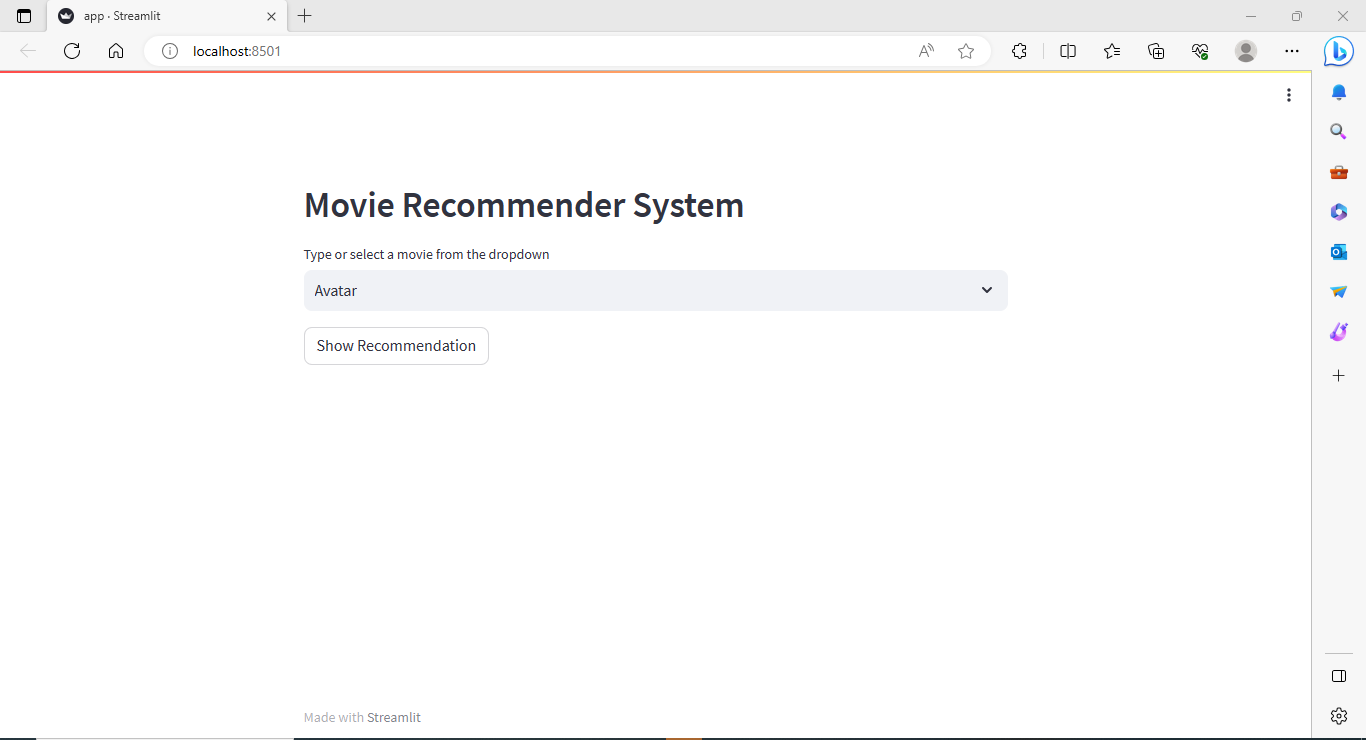 app · Streamlit
localhost:8501
Movie Recommender System
Type or select a movie from the dropdown
Avatar
Show Recommendation
Made with Streamlit